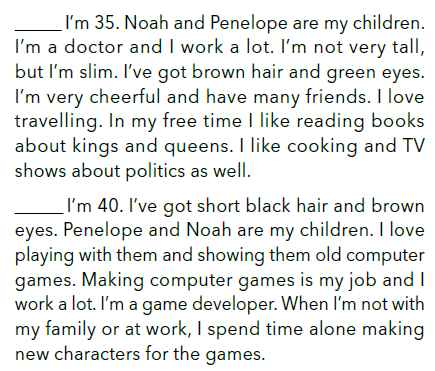 _____ I’m 35. Noah and Penelope are my children.
I’m a doctor and I work a lot. I’m not very tall,
but I’m slim. I’ve got brown hair and green eyes.
I’m very cheerful and have many friends. I love
travelling. In my free time I like reading books
about kings and queens. I like cooking and TV
shows about politics as well.
_____ I’m 40. I’ve got short black hair and brown
eyes. Penelope and Noah are my children. I love
playing with them and showing them old computer
games. Making computer games is my job and I
work a lot. I’m a game developer. When I’m not with
my family or at work, I spend time alone making
new characters for the games.